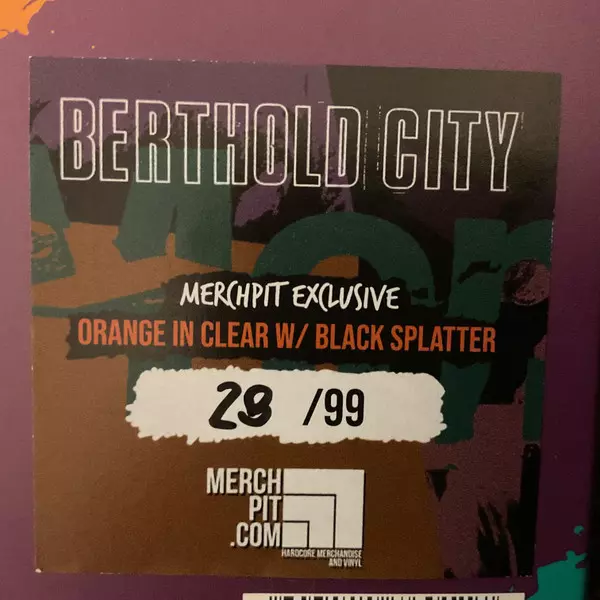 BERTHOLD CITY
MERCHPIT EXCLUSIVE
ORANGE IN CLEAR W/ BLACK SPLATTER
28 /99
MERCH
PIT
.COM
HARDCORE MERCHANDISE
AND VINYL